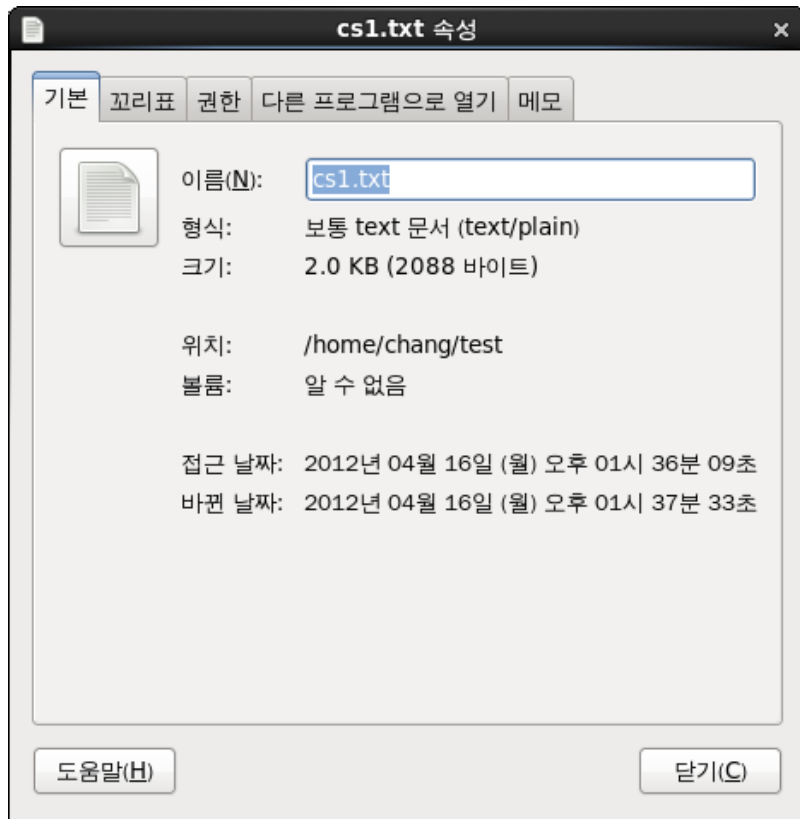 cs1.txt 속성
기본 꼬리표 권한 다른 프로그램으로 열기 메모
이름(N): cs1.txt
형식: 보통 text 문서 (text/plain)
크기: 2.0 KB (2088 바이트)
위치: /home/chang/test
볼륨: 알 수 없음
접근 날짜: 2012년 04월 16일 (월) 오후 01시 36분 09초
바뀐 날짜: 2012년 04월 16일 (월) 오후 01시 37분 33초
도움말(H) 닫기(C)